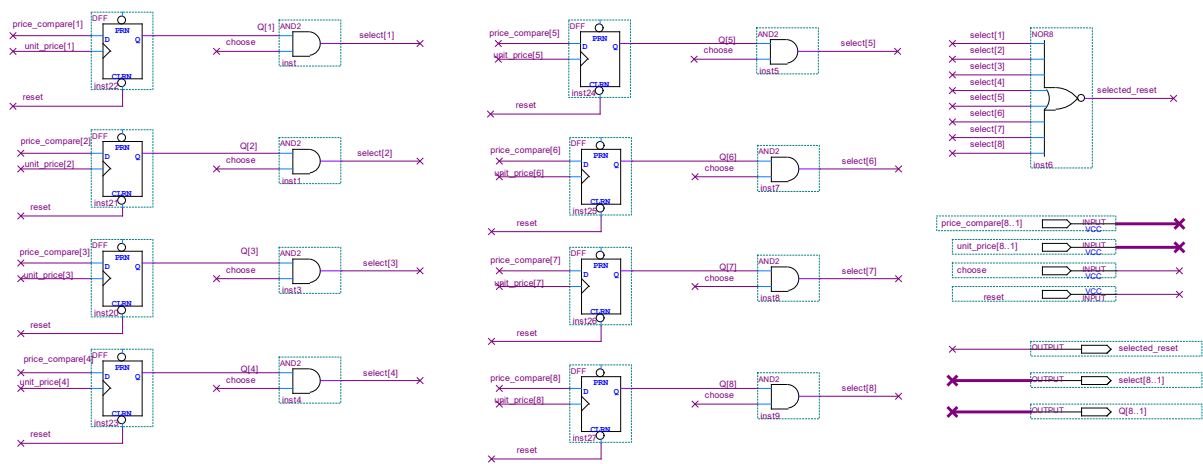 DFF
price_compare[1]
PRN
D
Q
unit_price[1]
CLRN
inst22
reset
Q[1]
AND2
choose
inst
select[1]
DFF
price_compare[2]
PRN
D
Q
unit_price[2]
CLRN
inst21
reset
Q[2]
AND2
choose
inst1
select[2]
DFF
price_compare[3]
PRN
D
Q
unit_price[3]
CLRN
inst20
reset
Q[3]
AND2
choose
inst3
select[3]
DFF
price_compare[4]
PRN
D
Q
unit_price[4]
CLRN
inst23
reset
Q[4]
AND2
choose
inst4
select[4]
DFF
price_compare[5]
PRN
D
Q
unit_price[5]
CLRN
inst24
reset
Q[5]
AND2
choose
inst5
select[5]
DFF
price_compare[6]
PRN
D
Q
unit_price[6]
CLRN
inst25
reset
Q[6]
AND2
choose
inst7
select[6]
DFF
price_compare[7]
PRN
D
Q
unit_price[7]
CLRN
inst26
reset
Q[7]
AND2
choose
inst8
select[7]
DFF
price_compare[8]
PRN
D
Q
unit_price[8]
CLRN
inst27
reset
Q[8]
AND2
choose
inst9
select[8]
NOR8
select[1]
select[2]
select[3]
select[4]
select[5]
select[6]
select[7]
select[8]
selected_reset
inst6
price_compare[8..1] INPUT
VCC
unit_price[8..1] INPUT
VCC
choose INPUT
VCC
VCC
reset INPUT
OUTPUT selected_reset
OUTPUT select[8..1]
OUTPUT Q[8..1]